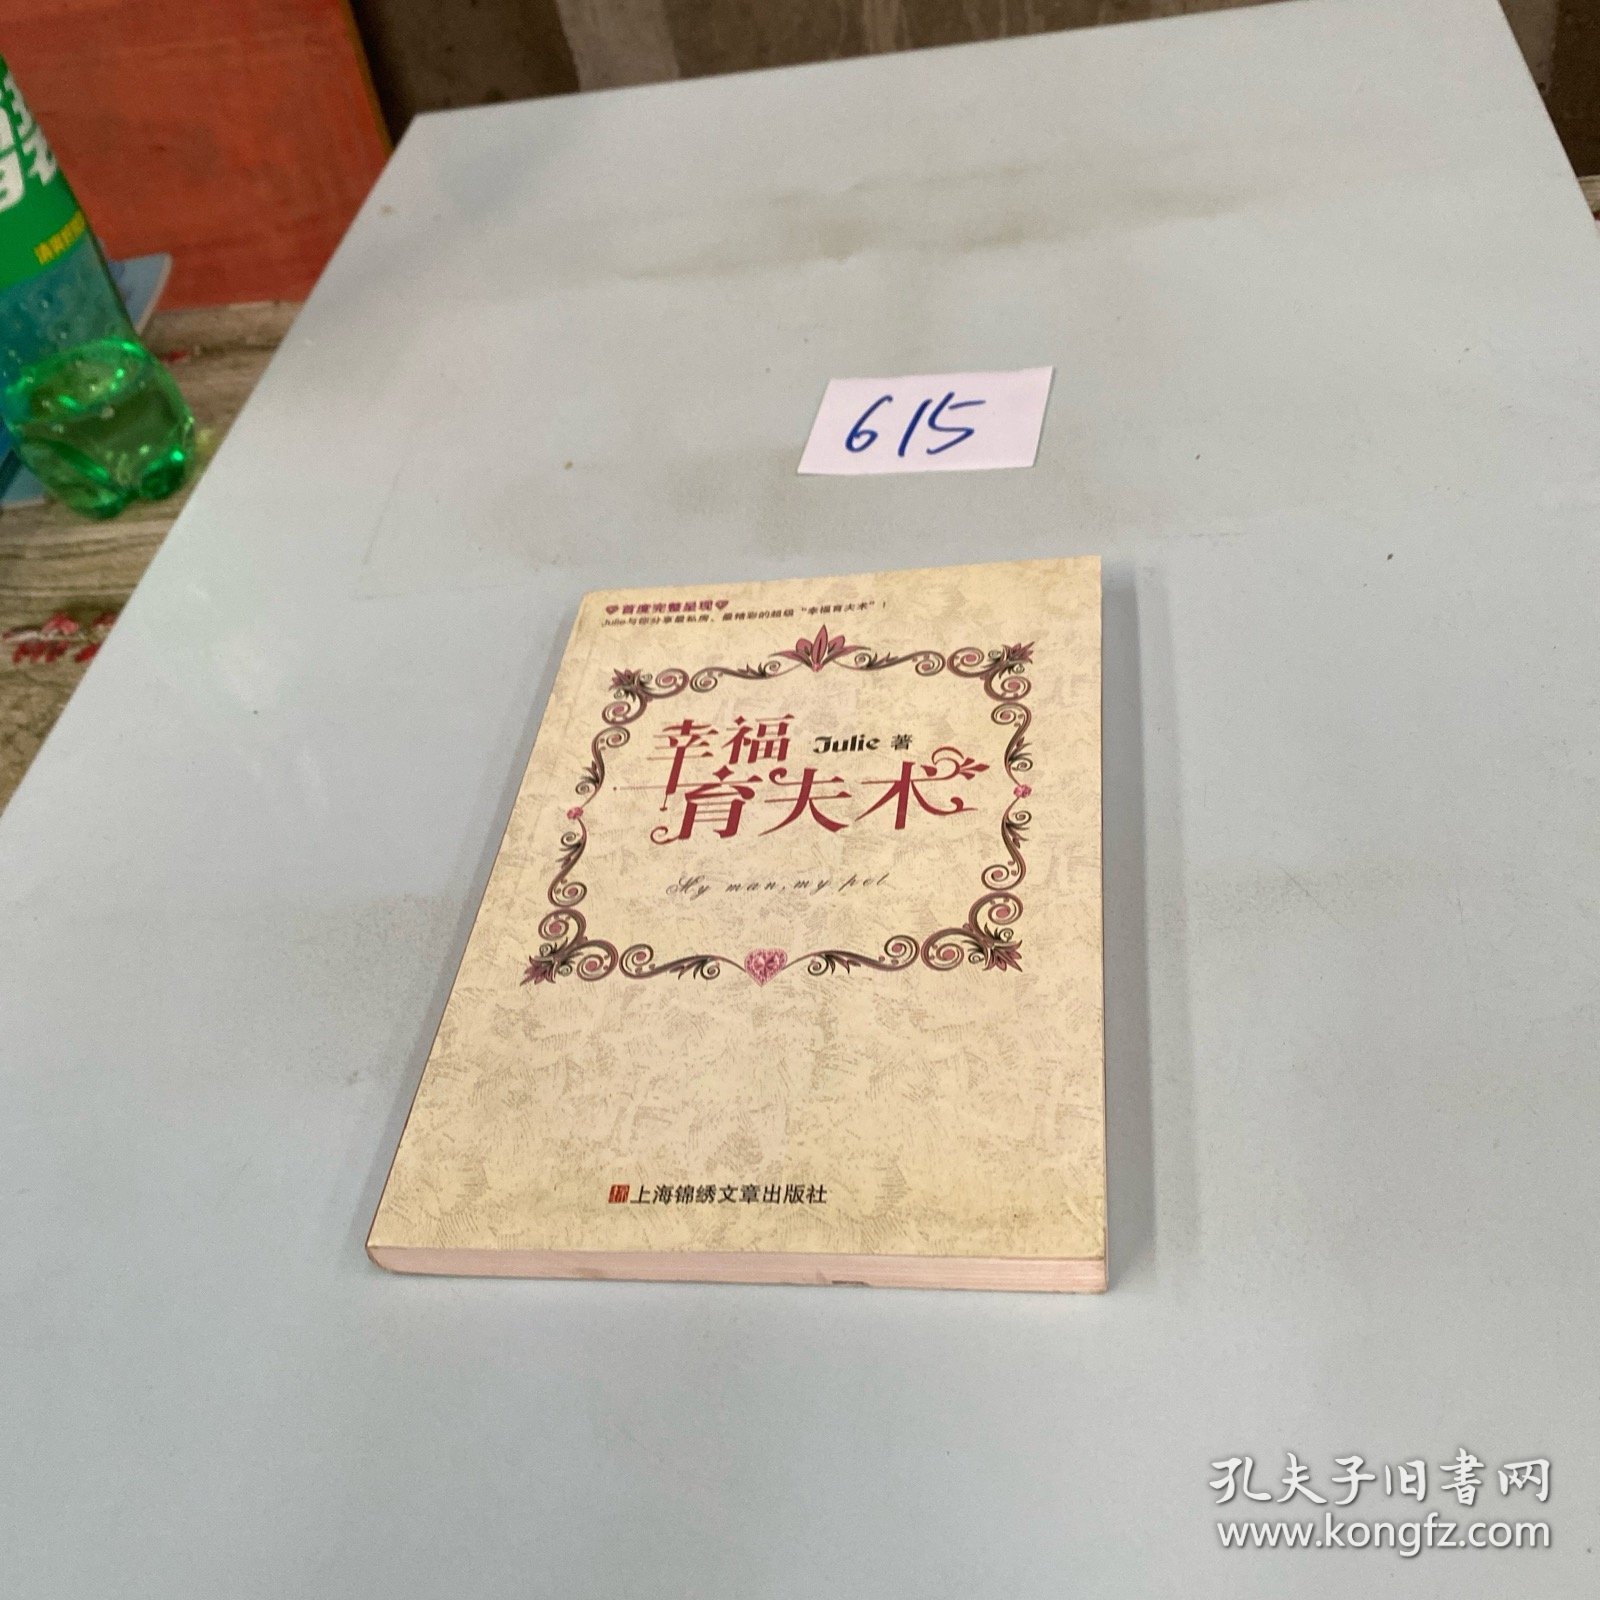 615
首度完整呈现
Julie与你分享最私房、最精彩的超级“幸福育夫术”！
幸福
Julie 著
育夫术
My man, my pet
上海锦绣文章出版社
孔夫子旧书网
www.kongfz.com